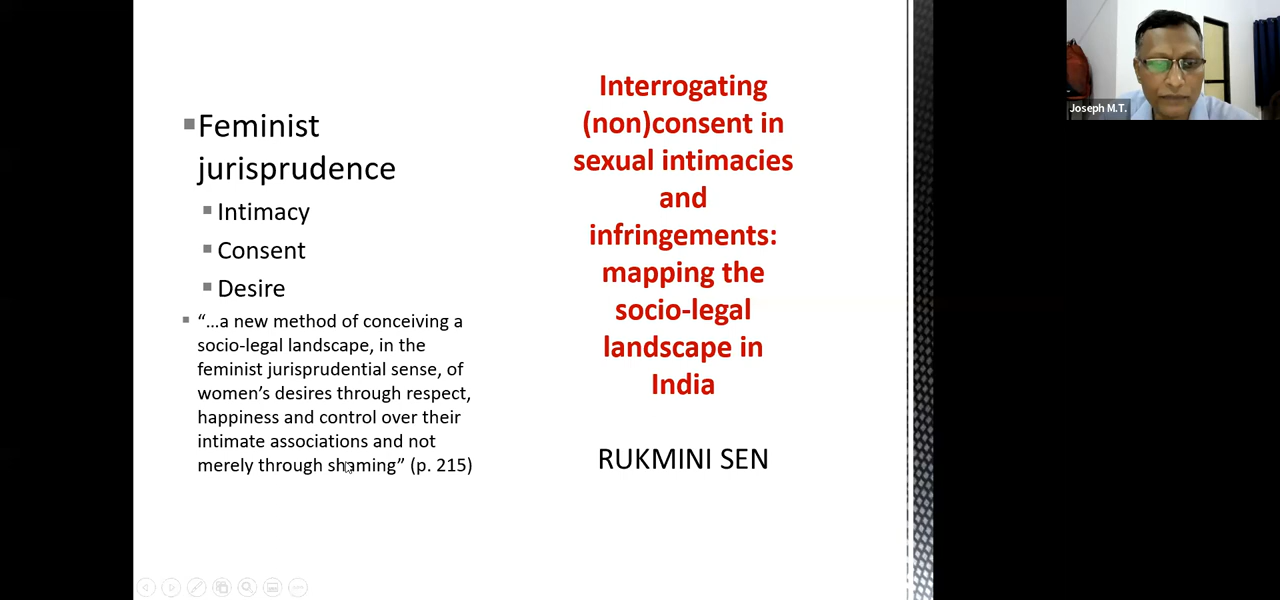 Feminist
jurisprudence
Intimacy
Consent
Desire
“…a new method of conceiving a
socio-legal landscape, in the
feminist jurisprudential sense, of
women’s desires through respect,
happiness and control over their
intimate associations and not
merely through shaming” (p. 215)
Interrogating
(non)consent in
sexual intimacies
and
infringements:
mapping the
socio-legal
landscape in
India
RUKMINI SEN
Joseph M.T.